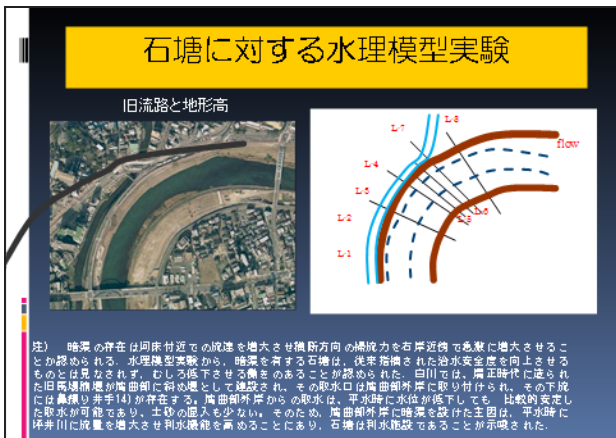 石塘に対する水理模型実験
旧流路と地形高
L-8
L-7
flow
L-4
L-3
L-6
L-5
L-2
L-1
注) 暗渠の存在は河床付近での流速を増大させ横断方向の掃流力を右岸近傍で急激に増大させるこ
とが認められる．水理模型実験から，暗渠を有する石塘は，従来指摘された治水安全度を向上させる
ものとは見なされず，むしろ低下させる働きのあることが認められた．白川では，慶正時代に造られ
た旧馬場楠堰が湾曲部に斜め堰として建設され，その取水口は湾曲部外岸に取り付けられ，その下流
には鼻繰り井手14)が存在する．湾曲部外岸からの取水は，平水時に水位が低下しても，比較的安定し
た取水が可能であり，土砂の混入も少ない．そのため，湾曲部外岸に暗渠を設けた主因は，平水時に
坪井川に流量を増大させ利水機能を高めることにあり，石塘は利水施設であることが示唆された．